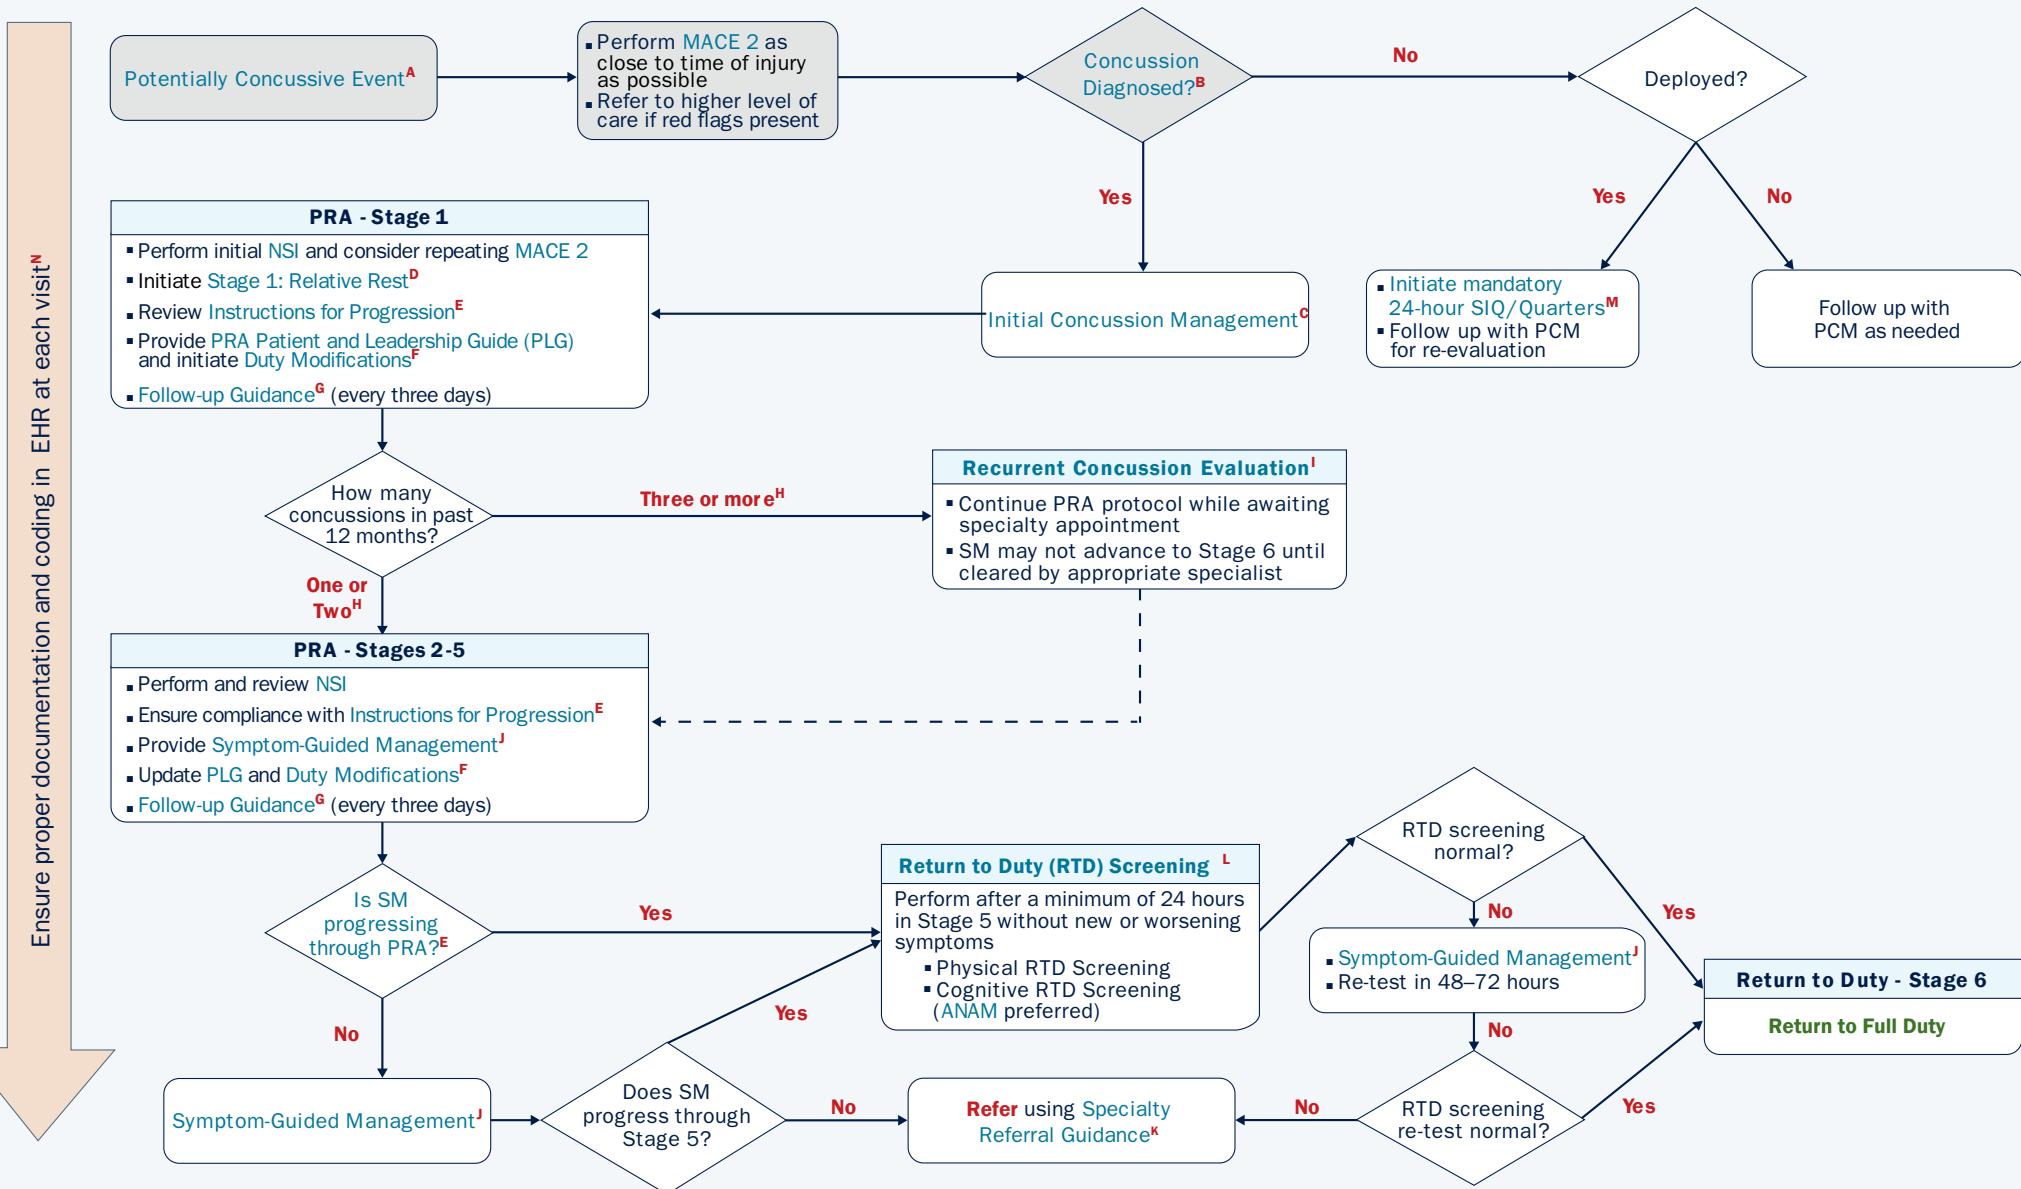 Ensure proper documentation and coding in EHR at each visitN
Potentially Concussive EventA
▪ Perform MACE 2 as
close to time of injury
as possible
▪ Refer to higher level of
care if red flags present
Concussion
Diagnosed?B
No
Deployed?
Yes
Yes
No
PRA - Stage 1
▪ Perform initial NSI and consider repeating MACE 2
▪ Initiate Stage 1: Relative RestD
▪ Review Instructions for ProgressionE
▪ Provide PRA Patient and Leadership Guide (PLG)
and initiate Duty ModificationsF
▪ Follow-up GuidanceG (every three days)
Initial Concussion ManagementC
▪ Initiate mandatory
24-hour SIQ/QuartersM
▪ Follow up with PCM
for re-evaluation
Follow up with
PCM as needed
How many
concussions in past
12 months?
Three or moreH
Recurrent Concussion EvaluationI
▪ Continue PRA protocol while awaiting
specialty appointment
▪ SM may not advance to Stage 6 until
cleared by appropriate specialist
One or
TwoH
PRA - Stages 2-5
▪ Perform and review NSI
▪ Ensure compliance with Instructions for ProgressionE
▪ Provide Symptom-Guided ManagementJ
▪ Update PLG and Duty ModificationsF
▪ Follow-up GuidanceG (every three days)
Is SM
progressing
through PRA?E
Yes
Return to Duty (RTD) Screening L
Perform after a minimum of 24 hours
in Stage 5 without new or worsening
symptoms
▪ Physical RTD Screening
▪ Cognitive RTD Screening
(ANAM preferred)
RTD screening
normal?
No
Yes
▪ Symptom-Guided ManagementJ
▪ Re-test in 48–72 hours
Return to Duty - Stage 6
Return to Full Duty
No
Yes
No
Symptom-Guided ManagementJ
Does SM
progress through
Stage 5?
No
Refer using Specialty
Referral GuidanceK
No
RTD screening
re-test normal?
Yes